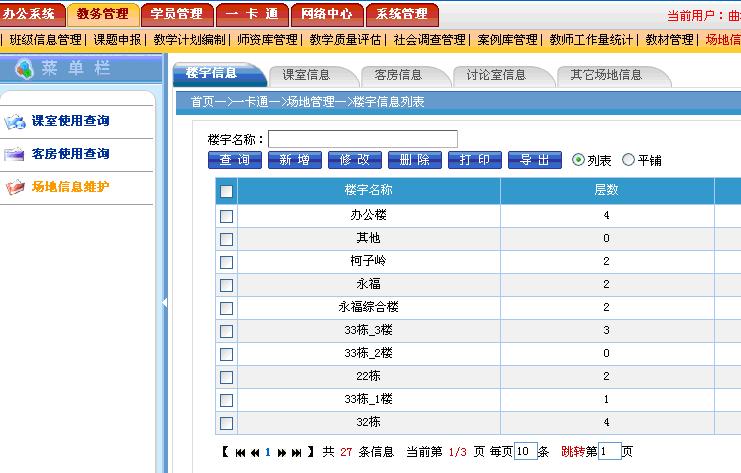 办公系统 教务管理 学员管理 一 卡 通 网络中心 系统管理 当前用户：曲
| 班级信息管理 | 课题申报 | 教学计划编制 | 师资库管理 | 教学质量评估 | 社会调查管理 | 案例库管理 | 教师工作量统计 | 教材管理 | 场地信
菜 单 栏
课室使用查询
客房使用查询
场地信息维护
楼宇信息 课室信息 客房信息 讨论室信息 其它场地信息
首页—>一卡通—>场地管理—>楼宇信息列表
楼宇名称：
查 询 新 增 修 改 删 除 打 印 导 出 列表 平铺
楼宇名称 层数
办公楼 4
其他 0
柯子岭 2
永福 2
永福综合楼 2
33栋_3楼 3
33栋_2楼 0
22栋 2
33栋_1楼 1
32栋 4
【 1 】 共 27 条信息 当前第 1/3 页 每页 10 条 跳转第 1 页